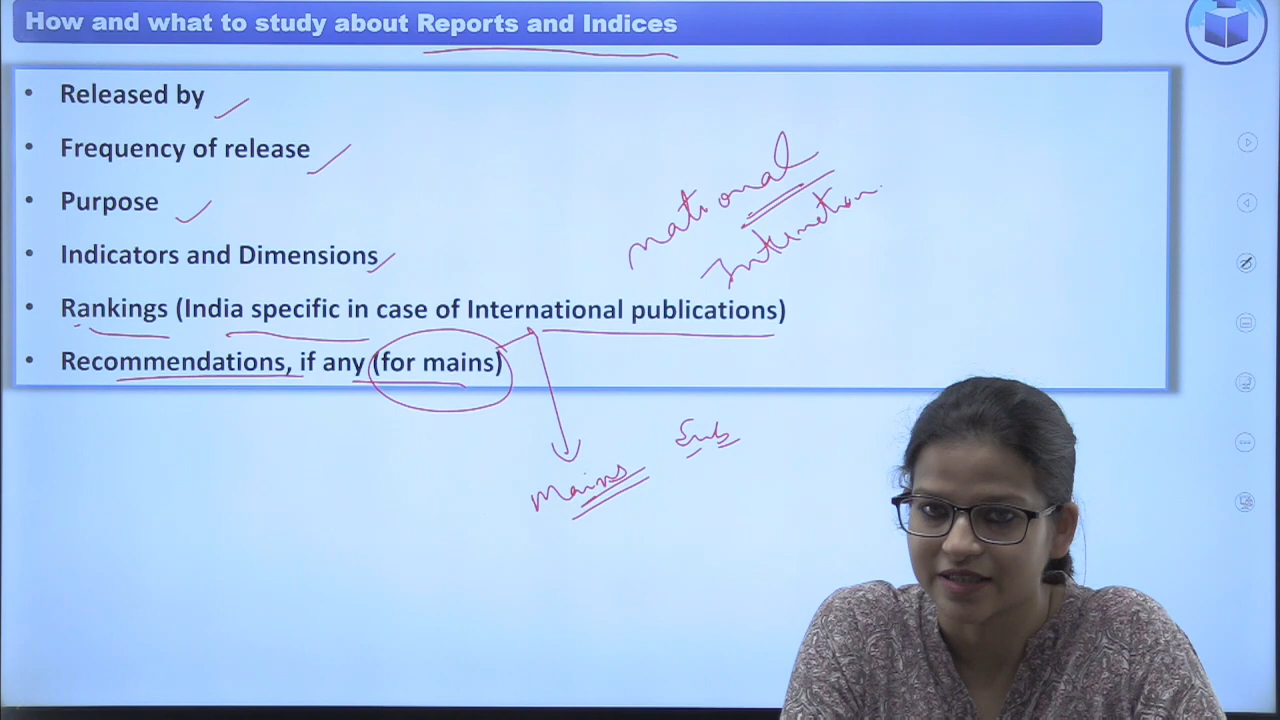 How and what to study about Reports and Indices
• Released by
• Frequency of release
• Purpose
• Indicators and Dimensions
• Rankings (India specific in case of International publications)
• Recommendations, if any (for mains)
national
Mains